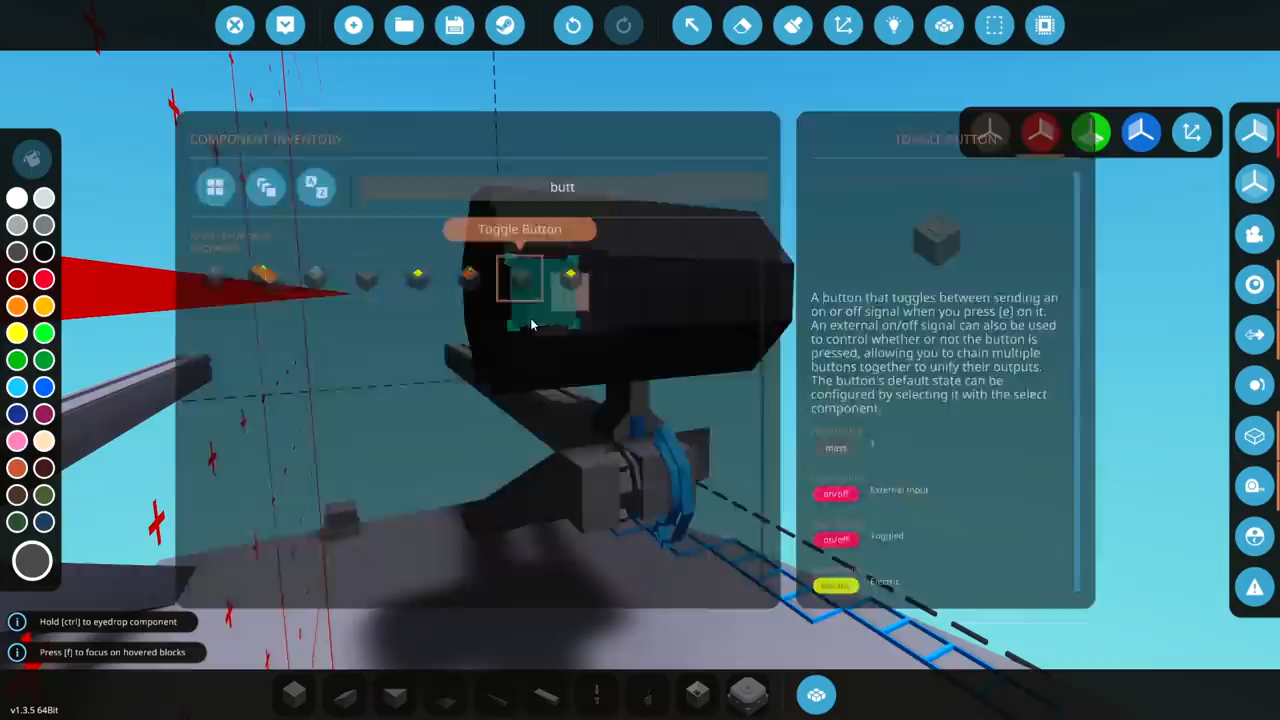 COMPONENT INVENTORY
TOGGLE BUTTON
butt
Toggle Button
A button that toggles between sending an
on or off signal when you press [e] on it.
An external on/off signal can also be used
to control whether or not the button is
pressed, allowing you to chain multiple
buttons together to unify their outputs.
The button's default state can be
configured by selecting it with the select
component.
mass
1
on/off
External Input
on/off
Toggled
electric
Electric
Hold [ctrl] to eyedrop component
Press [f] to focus on hovered blocks
v1.3.5 64Bit